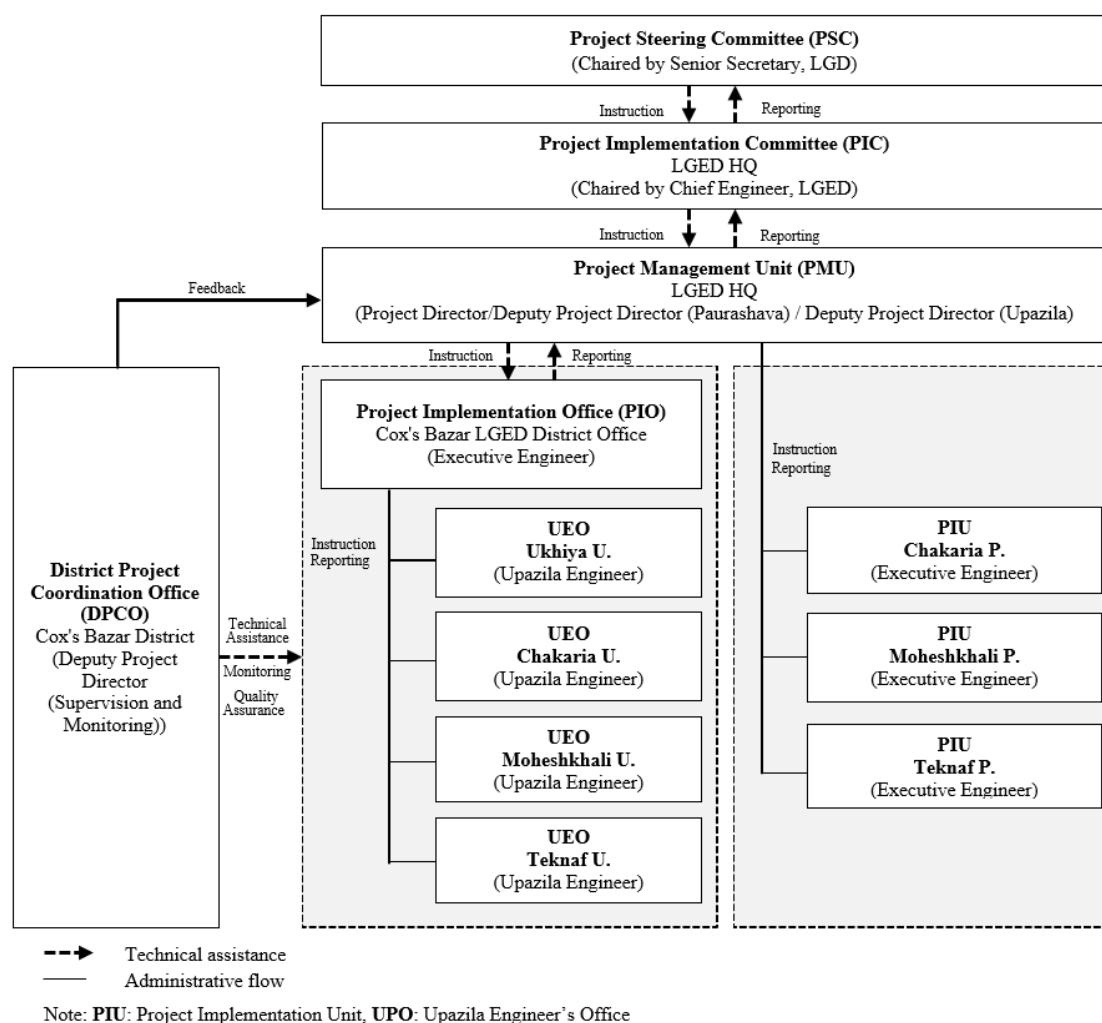 Project Steering Committee (PSC)
(Chaired by Senior Secretary, LGD)
Instruction
Reporting
Project Implementation Committee (PIC)
LGED HQ
(Chaired by Chief Engineer, LGED)
Instruction
Reporting
Project Management Unit (PMU)
LGED HQ
(Project Director/Deputy Project Director (Paurashava) / Deputy Project Director (Upazila)
Feedback
Instruction
Reporting
Project Implementation Office (PIO)
Cox's Bazar LGED District Office
(Executive Engineer)
Instruction
Reporting
UEO
Ukhiya U.
(Upazila Engineer)
UEO
Chakaria U.
(Upazila Engineer)
UEO
Moheshkhali U.
(Upazila Engineer)
UEO
Teknaf U.
(Upazila Engineer)
Instruction
Reporting
PIU
Chakaria P.
(Executive Engineer)
PIU
Moheshkhali P.
(Executive Engineer)
PIU
Teknaf P.
(Executive Engineer)
District Project
Coordination Office
(DPCO)
Cox's Bazar District
(Deputy Project
Director
(Supervision and
Monitoring))
Technical
Assistance
Monitoring
Quality
Assurance
Technical assistance
Administrative flow
Note: PIU: Project Implementation Unit, UPO: Upazila Engineer’s Office